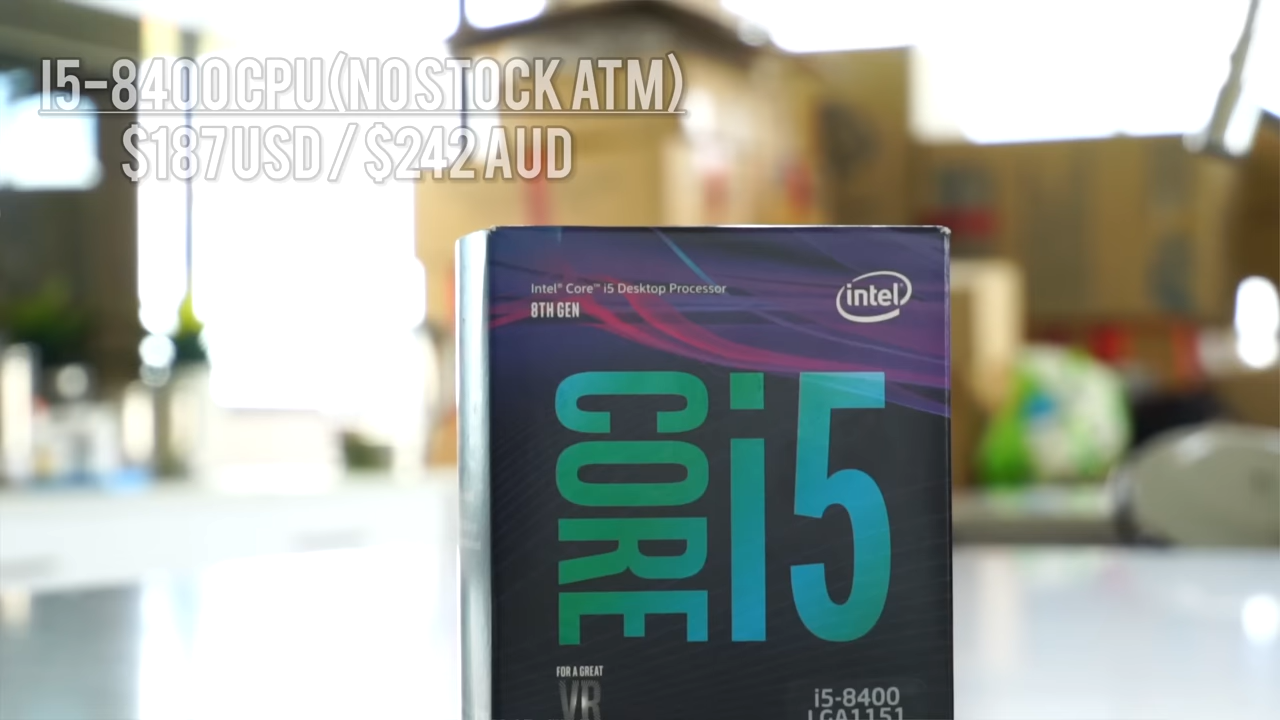 I5-8400 CPU (NO STOCK ATM)
$187 USD / $242 AUD
Intel® Core™ i5 Desktop Processor
8TH GEN
intel
CORE i5
FOR A GREAT
VR
i5-8400
LGA1151